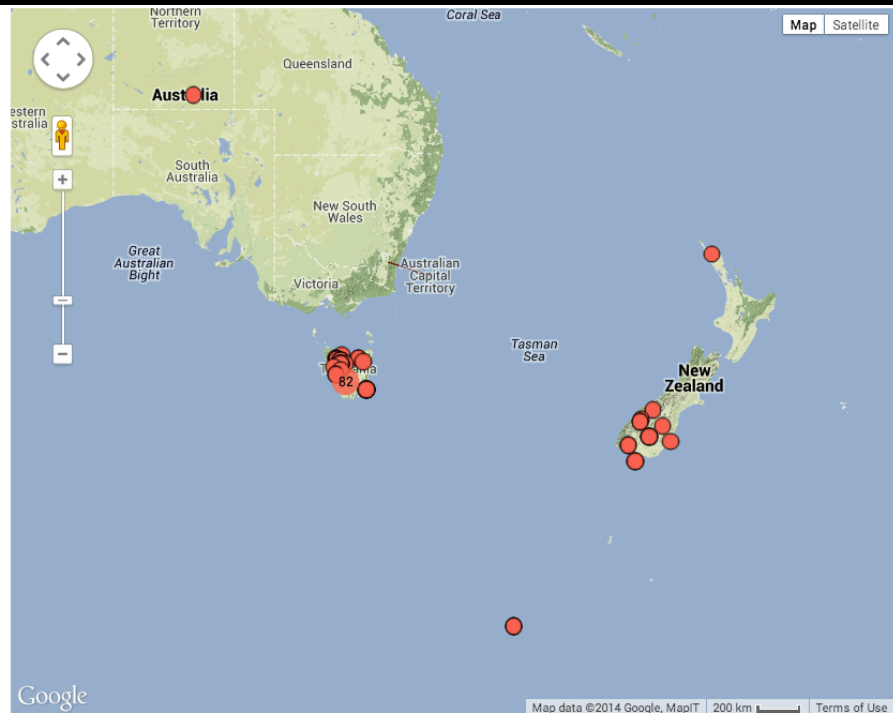 Coral Sea
Map Satellite
Northern
Territory
Queensland
Australia
estern
stralia
South
Australia
New South
Wales
Great
Australian
Bight
Australian
Capital
Territory
Victoria
Tasman
Sea
New
Zealand
82
Google
Map data ©2014 Google, MapIT 200 km Terms of Use